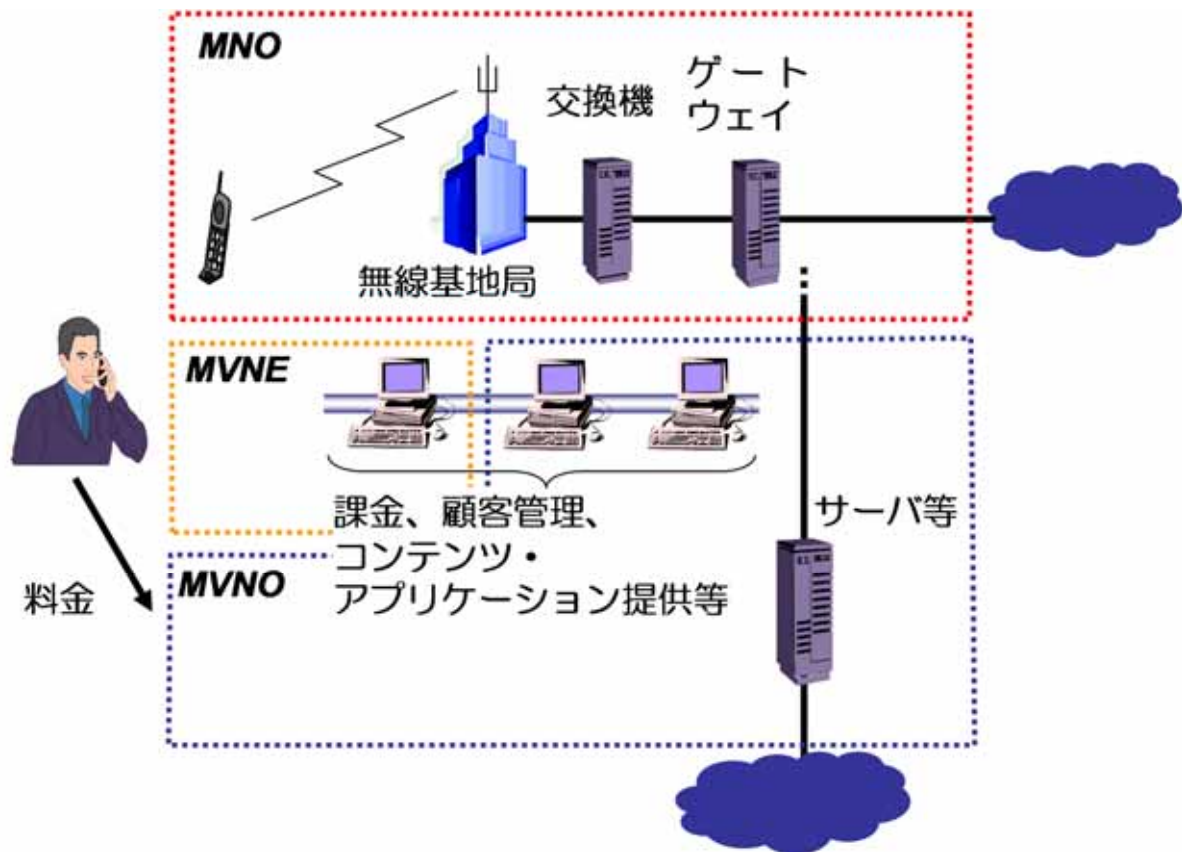 MNO
交換機
ゲート
ウェイ
無線基地局
MVNE
課金、顧客管理、
コンテンツ・
アプリケーション提供等
サーバ等
MVNO
料金